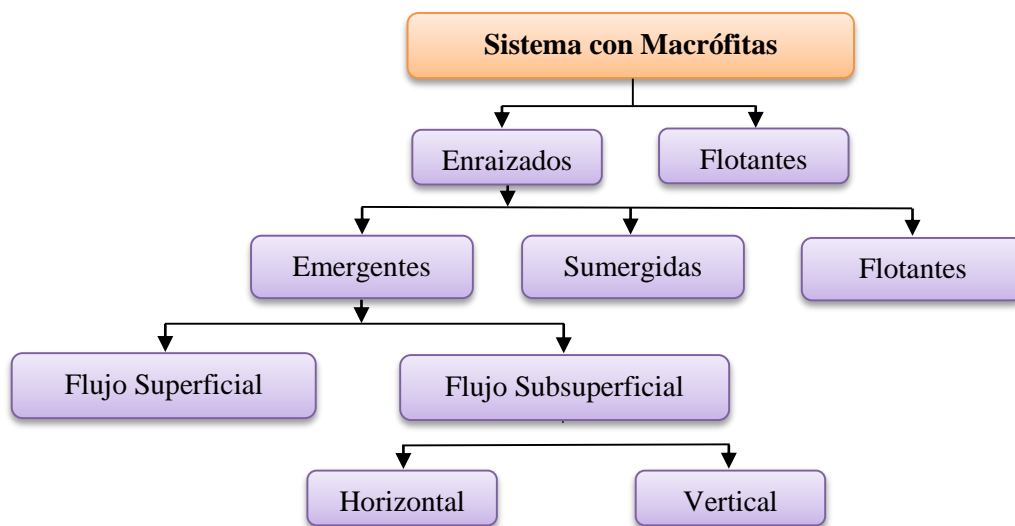 Sistema con Macrófitas
Enraizados
Flotantes
Emergentes
Sumergidas
Flotantes
Flujo Superficial
Flujo Subsuperficial
Horizontal
Vertical